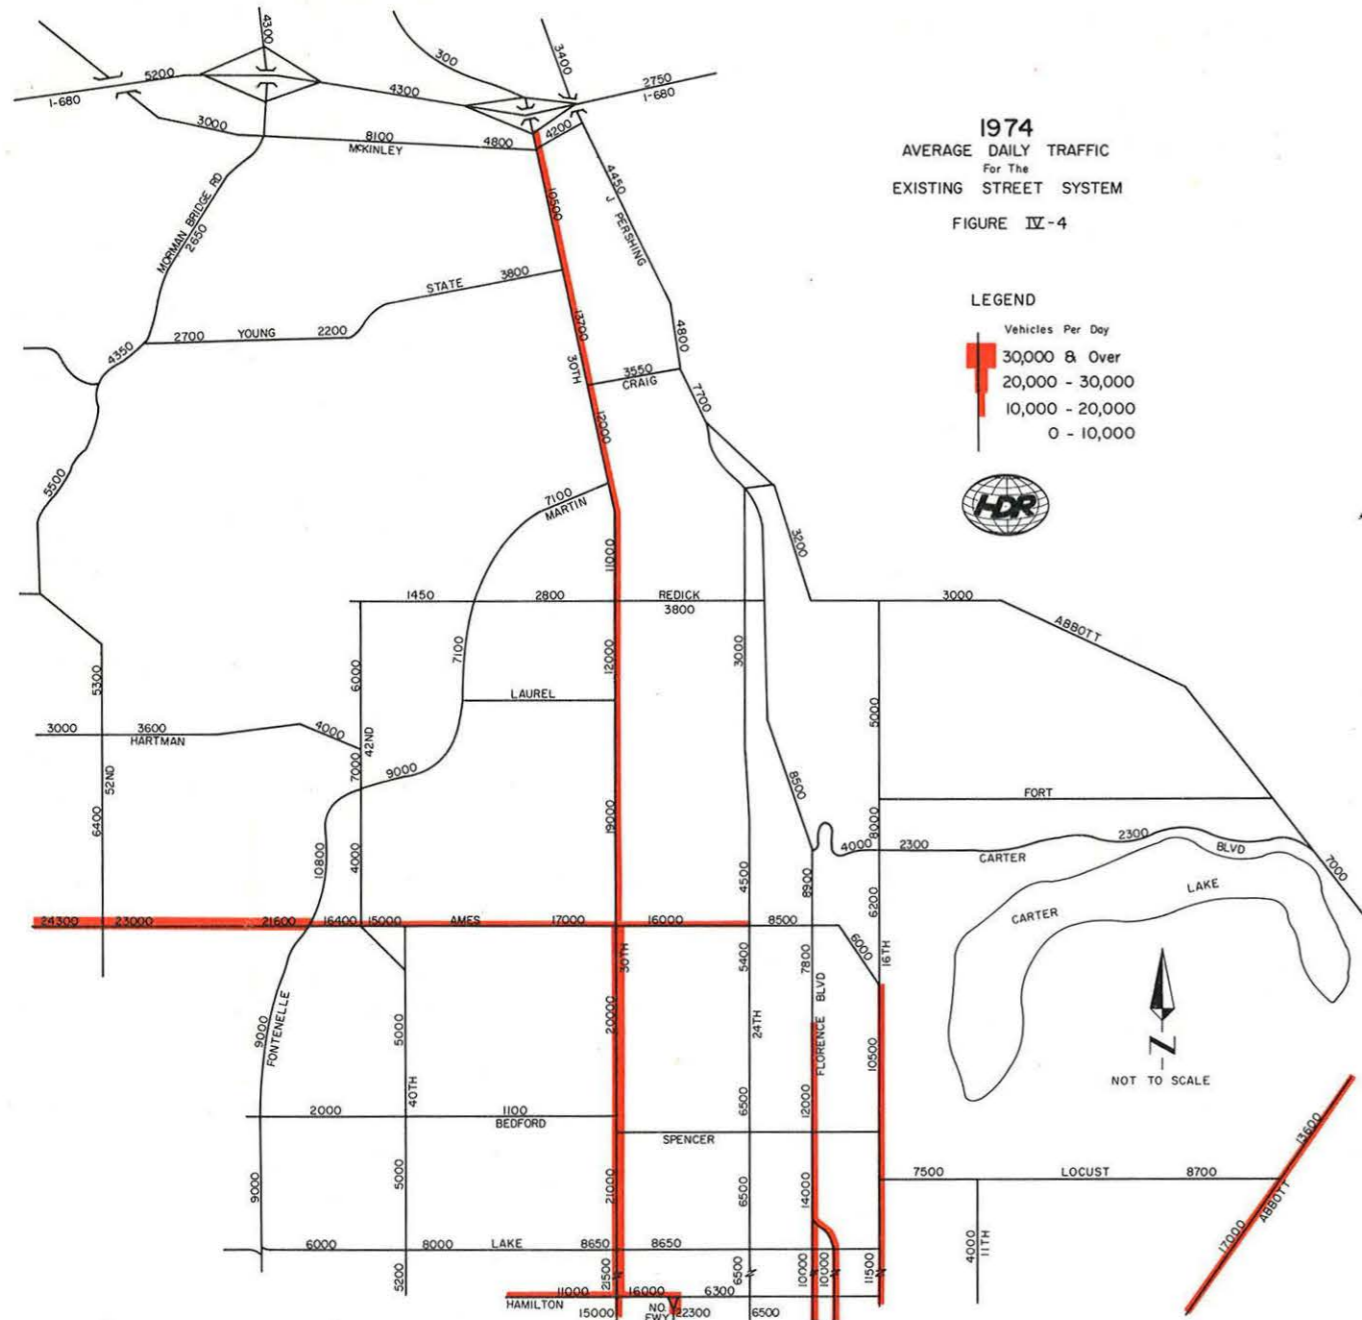 1974
AVERAGE DAILY TRAFFIC
For The
EXISTING STREET SYSTEM
FIGURE IV-4
LEGEND
Vehicles Per Day
30,000 & Over
20,000 - 30,000
10,000 - 20,000
0 - 10,000
HDR
4300
5200
I-680
4300
300
3400
2750
I-680
3000
8100
McKINLEY
4800
4200
4450
J PERSHING
10500
MORMAN BRIDGE RD
2650
STATE
3800
2700
YOUNG
2200
4350
13700
30TH
4800
3550
CRAIG
7700
12000
5500
7100
MARTIN
11000
3200
1450
2800
REDICK
3800
3000
ABBOTT
5300
6000
7100
12000
3000
5000
LAUREL
3000
3600
HARTMAN
4000
42ND
7000
9000
52ND
6400
10800
4000
19000
8500
FORT
8000
4000
2300
CARTER
2300
BLVD
7000
LAKE
CARTER
4500
8900
6200
24300
23000
21600
16400
15000
AMES
17000
16000
8500
6000
16TH
30TH
5400
7800
FLORENCE BLVD
9000
FONTENELLE
5000
20000
24TH
10500
NOT TO SCALE
40TH
2000
1100
BEDFORD
6500
12000
SPENCER
13600
9000
5000
21000
6500
14000
7500
LOCUST
8700
ABBOTT
17000
4000
11TH
6000
8000
LAKE
8650
8650
5200
21500
6500
10000
10000
11500
11000
HAMILTON
16000
6300
15000
NO.
FWY
22300
6500